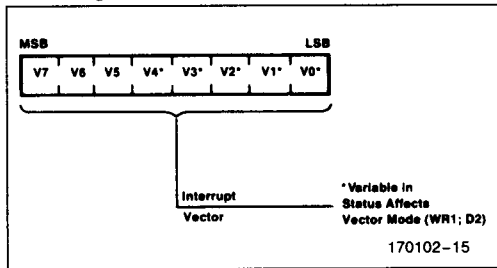 MSB LSB
V7 V6 V5 V4* V3* V2* V1* V0*
Interrupt
Vector
*Variable in
Status Affects
Vector Mode (WR1; D2)
170102-15